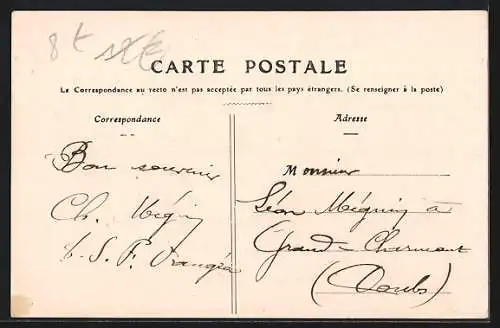 8t
CARTE POSTALE
La Correspondance au recto n'est pas acceptée par tous les pays étrangers. (Se renseigner à la poste)
Correspondance
Adresse
Bon souvenir
Ch.
Monsieur
Léon Méguin à
Grand-Charmont
(Doubs)